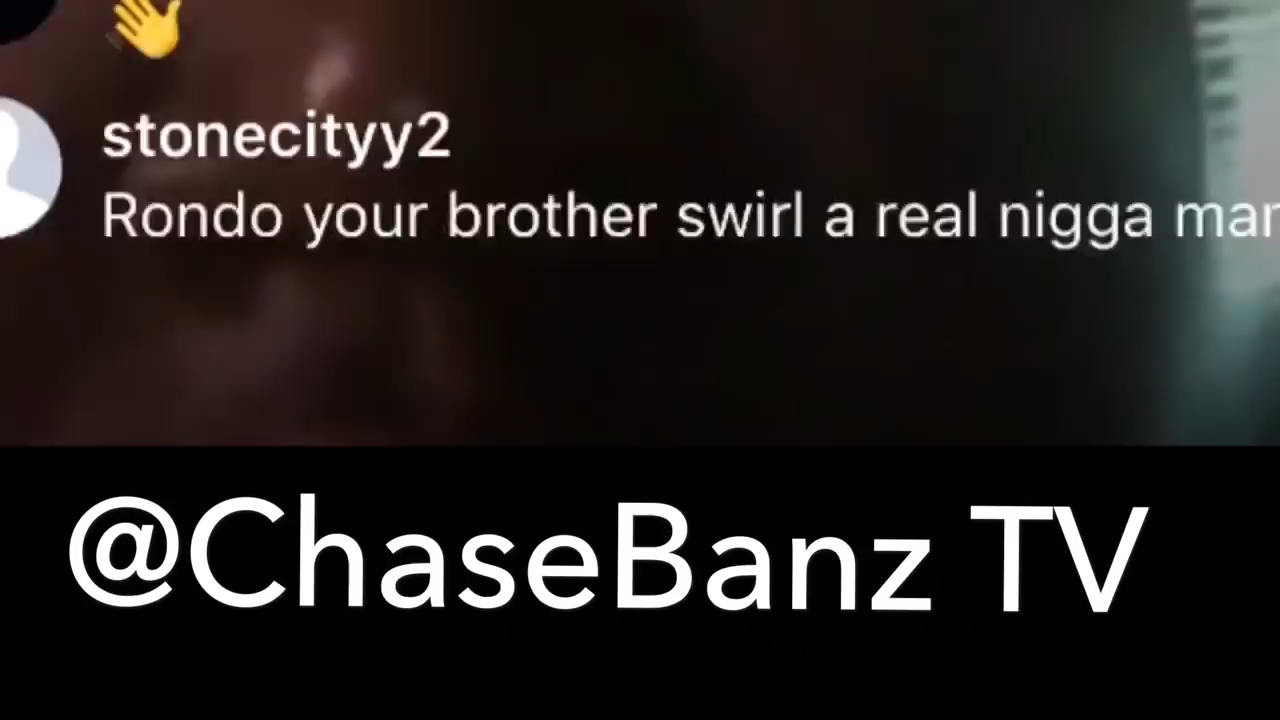 stonecityy2
Rondo your brother swirl a real nigga
@ChaseBanz TV